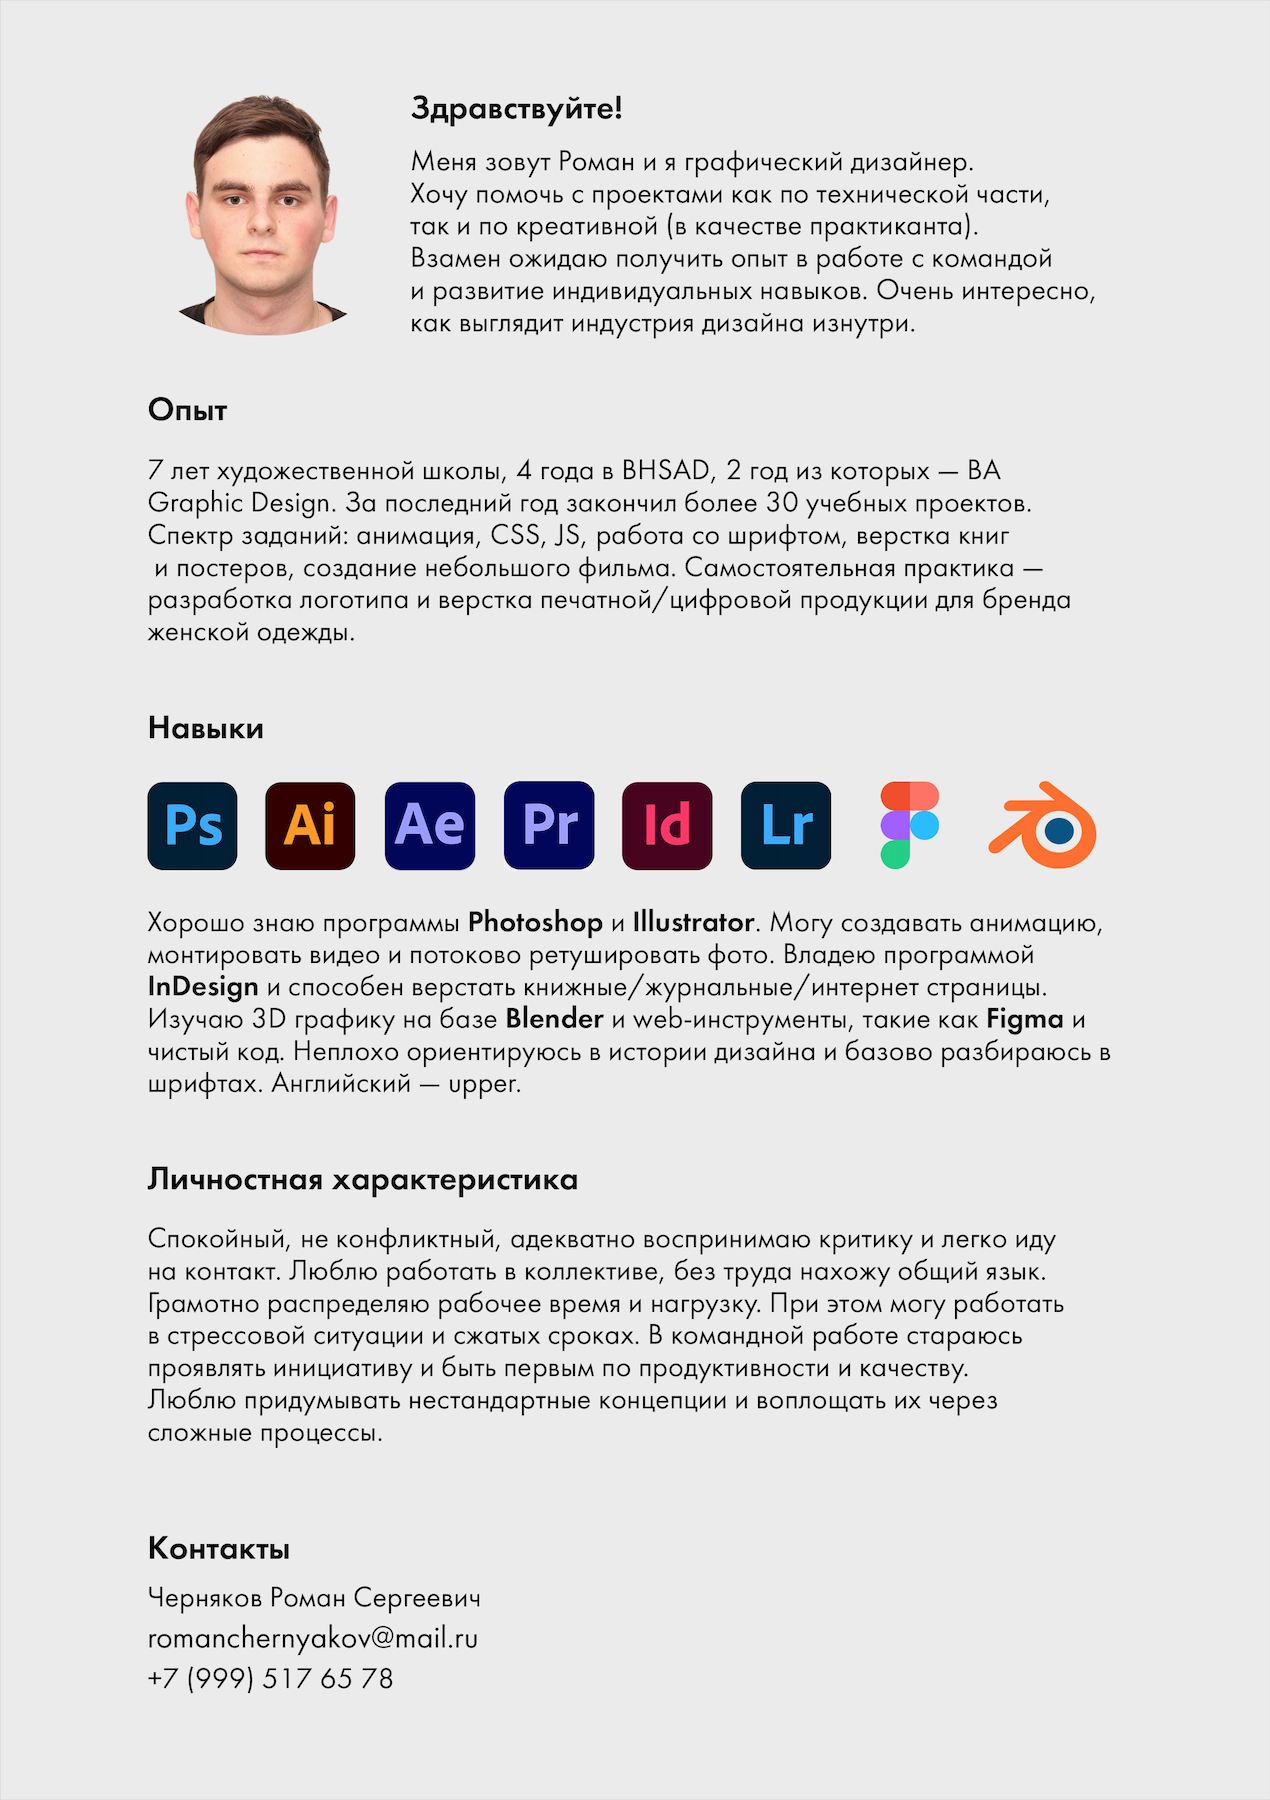 Здравствуйте!
Меня зовут Роман и я графический дизайнер.
Хочу помочь с проектами как по технической части,
так и по креативной (в качестве практиканта).
Взамен ожидаю получить опыт в работе с командой
и развитие индивидуальных навыков. Очень интересно,
как выглядит индустрия дизайна изнутри.
Опыт
7 лет художественной школы, 4 года в BHSAD, 2 год из которых — BA
Graphic Design. За последний год закончил более 30 учебных проектов.
Спектр заданий: анимация, CSS, JS, работа со шрифтом, верстка книг
и постеров, создание небольшого фильма. Самостоятельная практика —
разработка логотипа и верстка печатной/цифровой продукции для бренда
женской одежды.
Навыки
Ps Ai Ae Pr Id Lr
Хорошо знаю программы Photoshop и Illustrator. Могу создавать анимацию,
монтировать видео и потоково ретушировать фото. Владею программой
InDesign и способен верстать книжные/журнальные/интернет страницы.
Изучаю 3D графику на базе Blender и web-инструменты, такие как Figma и
чистый код. Неплохо ориентируюсь в истории дизайна и базово разбираюсь в
шрифтах. Английский — upper.
Личностная характеристика
Спокойный, не конфликтный, адекватно воспринимаю критику и легко иду
на контакт. Люблю работать в коллективе, без труда нахожу общий язык.
Грамотно распределяю рабочее время и нагрузку. При этом могу работать
в стрессовой ситуации и сжатых сроках. В командной работе стараюсь
проявлять инициативу и быть первым по продуктивности и качеству.
Люблю придумывать нестандартные концепции и воплощать их через
сложные процессы.
Контакты
Черняков Роман Сергеевич
romanchernyakov@mail.ru
+7 (999) 517 65 78